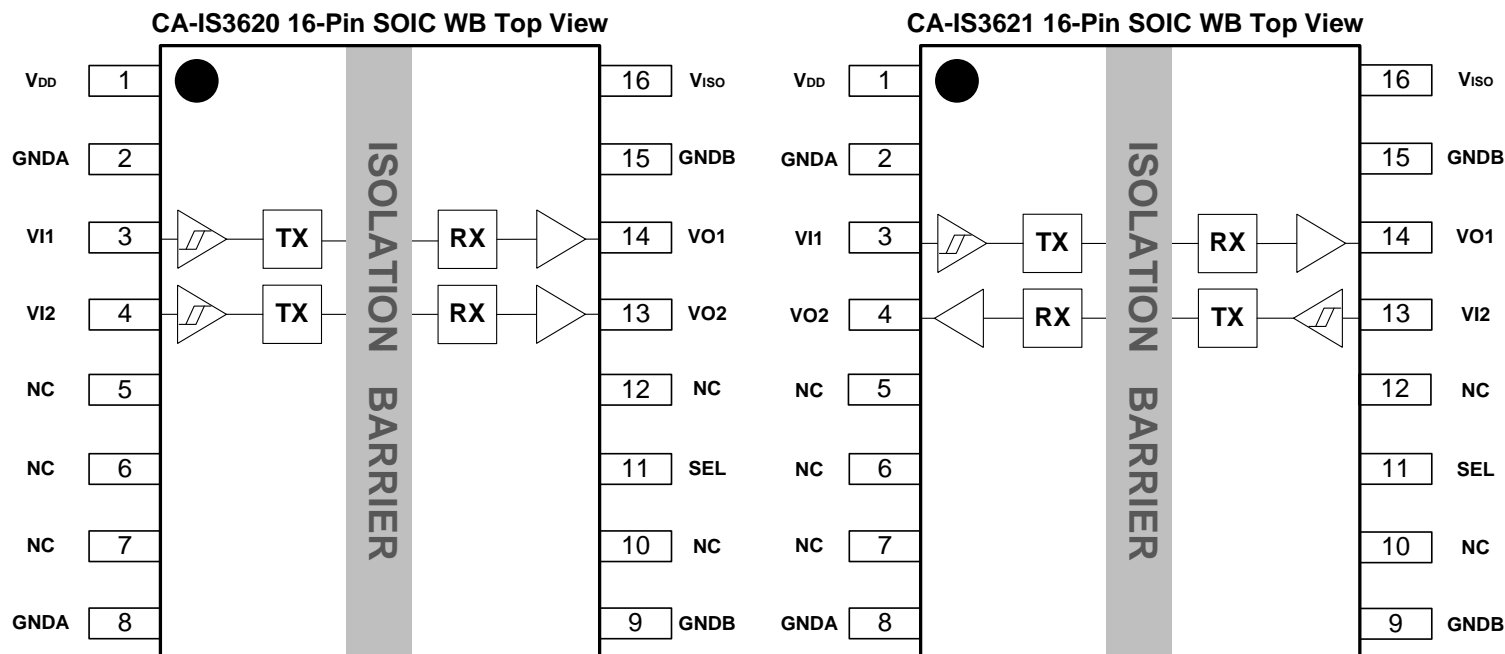 CA-IS3620 16-Pin SOIC WB Top View
VDD 1 16 VISO
GNDA 2 15 GNDB
VI1 3 TX RX 14 VO1
VI2 4 TX RX 13 VO2
NC 5 12 NC
NC 6 11 SEL
NC 7 10 NC
GNDA 8 9 GNDB
ISOLATION BARRIER
CA-IS3621 16-Pin SOIC WB Top View
VDD 1 16 VISO
GNDA 2 15 GNDB
VI1 3 TX RX 14 VO1
VO2 4 RX TX 13 VI2
NC 5 12 NC
NC 6 11 SEL
NC 7 10 NC
GNDA 8 9 GNDB
ISOLATION BARRIER